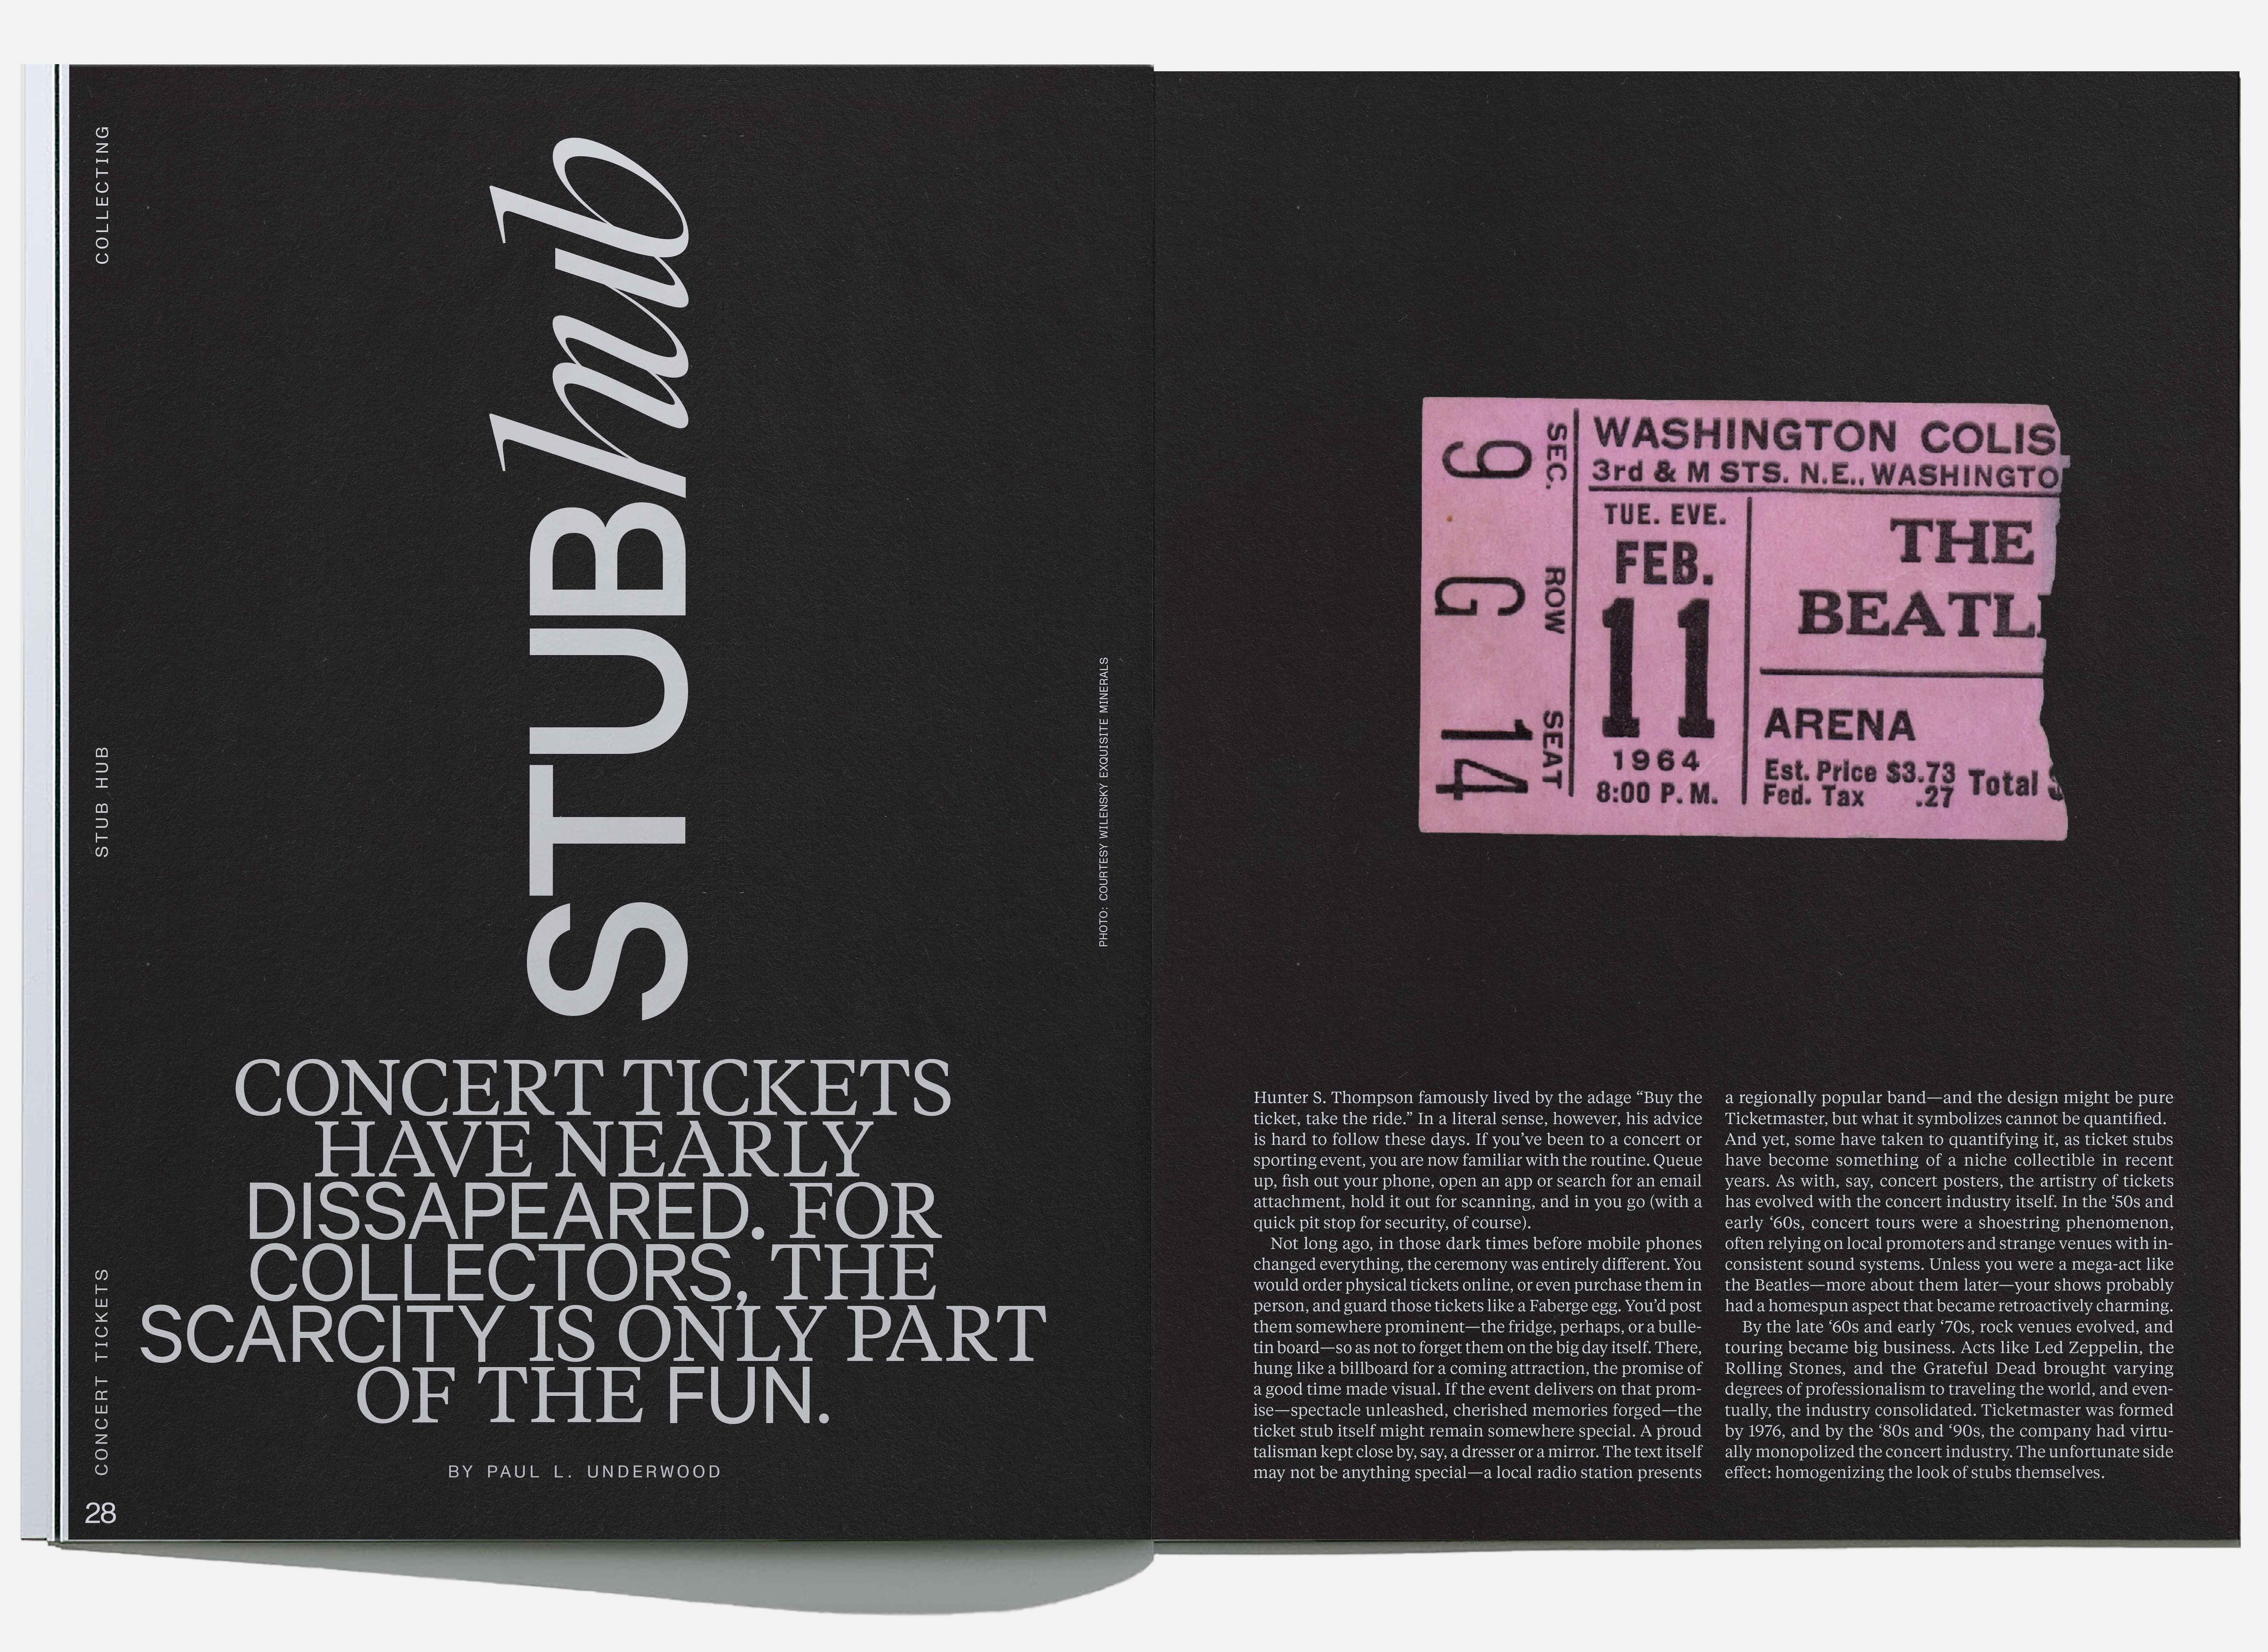 COLLECTING
STUB HUB
CONCERT TICKETS
28
STUBhub
CONCERT TICKETS
HAVE NEARLY
DISSAPEARED. FOR
COLLECTORS, THE
SCARCITY IS ONLY PART
OF THE FUN.
BY PAUL L. UNDERWOOD
PHOTO: COURTESY WILENSKY EXQUISITE MINERALS
SEC. ROW SEAT
9 G 14
WASHINGTON COLIS
3rd & M STS. N.E., WASHINGTO
TUE. EVE.
FEB.
11
1964
8:00 P.M.
THE
BEATL
ARENA
Est. Price $3.73
Fed. Tax .27
Total $
Hunter S. Thompson famously lived by the adage “Buy the
ticket, take the ride.” In a literal sense, however, his advice
is hard to follow these days. If you’ve been to a concert or
sporting event, you are now familiar with the routine. Queue
up, fish out your phone, open an app or search for an email
attachment, hold it out for scanning, and in you go (with a
quick pit stop for security, of course).
Not long ago, in those dark times before mobile phones
changed everything, the ceremony was entirely different. You
would order physical tickets online, or even purchase them in
person, and guard those tickets like a Faberge egg. You’d post
them somewhere prominent—the fridge, perhaps, or a bulle-
tin board—so as not to forget them on the big day itself. There,
hung like a billboard for a coming attraction, the promise of
a good time made visual. If the event delivers on that prom-
ise—spectacle unleashed, cherished memories forged—the
ticket stub itself might remain somewhere special. A proud
talisman kept close by, say, a dresser or a mirror. The text itself
may not be anything special—a local radio station presents
a regionally popular band—and the design might be pure
Ticketmaster, but what it symbolizes cannot be quantified.
And yet, some have taken to quantifying it, as ticket stubs
have become something of a niche collectible in recent
years. As with, say, concert posters, the artistry of tickets
has evolved with the concert industry itself. In the ‘50s and
early ‘60s, concert tours were a shoestring phenomenon,
often relying on local promoters and strange venues with in-
consistent sound systems. Unless you were a mega-act like
the Beatles—more about them later—your shows probably
had a homespun aspect that became retroactively charming.
By the late ‘60s and early ‘70s, rock venues evolved, and
touring became big business. Acts like Led Zeppelin, the
Rolling Stones, and the Grateful Dead brought varying
degrees of professionalism to traveling the world, and even-
tually, the industry consolidated. Ticketmaster was formed
by 1976, and by the ‘80s and ‘90s, the company had virtu-
ally monopolized the concert industry. The unfortunate side
effect: homogenizing the look of stubs themselves.